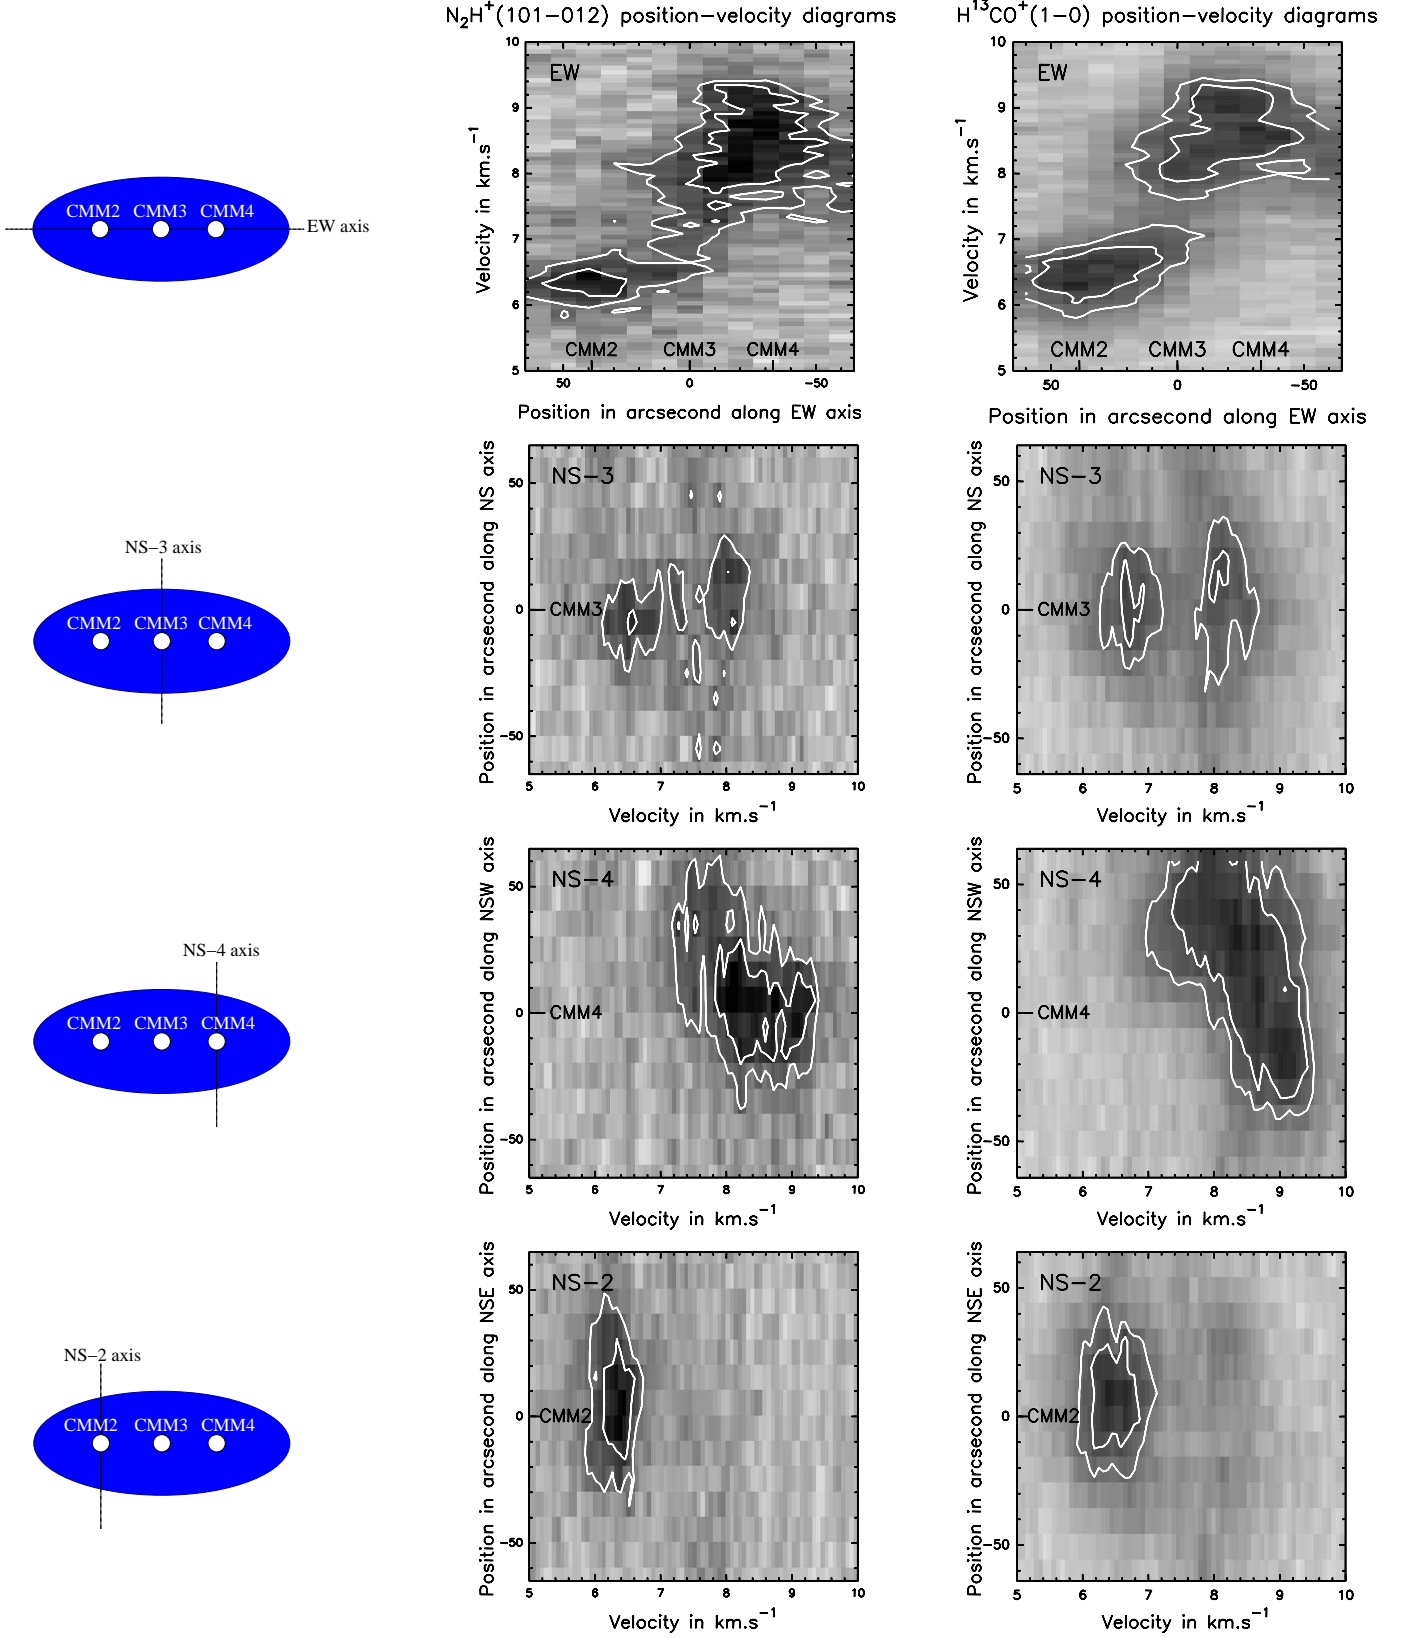 N2H+(101−012) position−velocity diagrams
H13CO+(1−0) position−velocity diagrams
CMM2 CMM3 CMM4
EW axis
EW
Velocity in km.s−1
10
9
8
7
6
5
CMM2 CMM3 CMM4
50 0 −50
Position in arcsecond along EW axis
EW
Velocity in km.s−1
10
9
8
7
6
5
CMM2 CMM3 CMM4
50 0 −50
Position in arcsecond along EW axis
NS−3 axis
CMM2 CMM3 CMM4
NS−3
Position in arcsecond along NS axis
50
0
−50
CMM3
5 6 7 8 9 10
Velocity in km.s−1
NS−3
Position in arcsecond along NS axis
50
0
−50
CMM3
5 6 7 8 9 10
Velocity in km.s−1
NS−4 axis
CMM2 CMM3 CMM4
NS−4
Position in arcsecond along NSW axis
50
0
−50
CMM4
5 6 7 8 9 10
Velocity in km.s−1
NS−4
Position in arcsecond along NSW axis
50
0
−50
CMM4
5 6 7 8 9 10
Velocity in km.s−1
NS−2 axis
CMM2 CMM3 CMM4
NS−2
Position in arcsecond along NSE axis
50
0
−50
CMM2
5 6 7 8 9 10
Velocity in km.s−1
NS−2
Position in arcsecond along NSE axis
50
0
−50
CMM2
5 6 7 8 9 10
Velocity in km.s−1